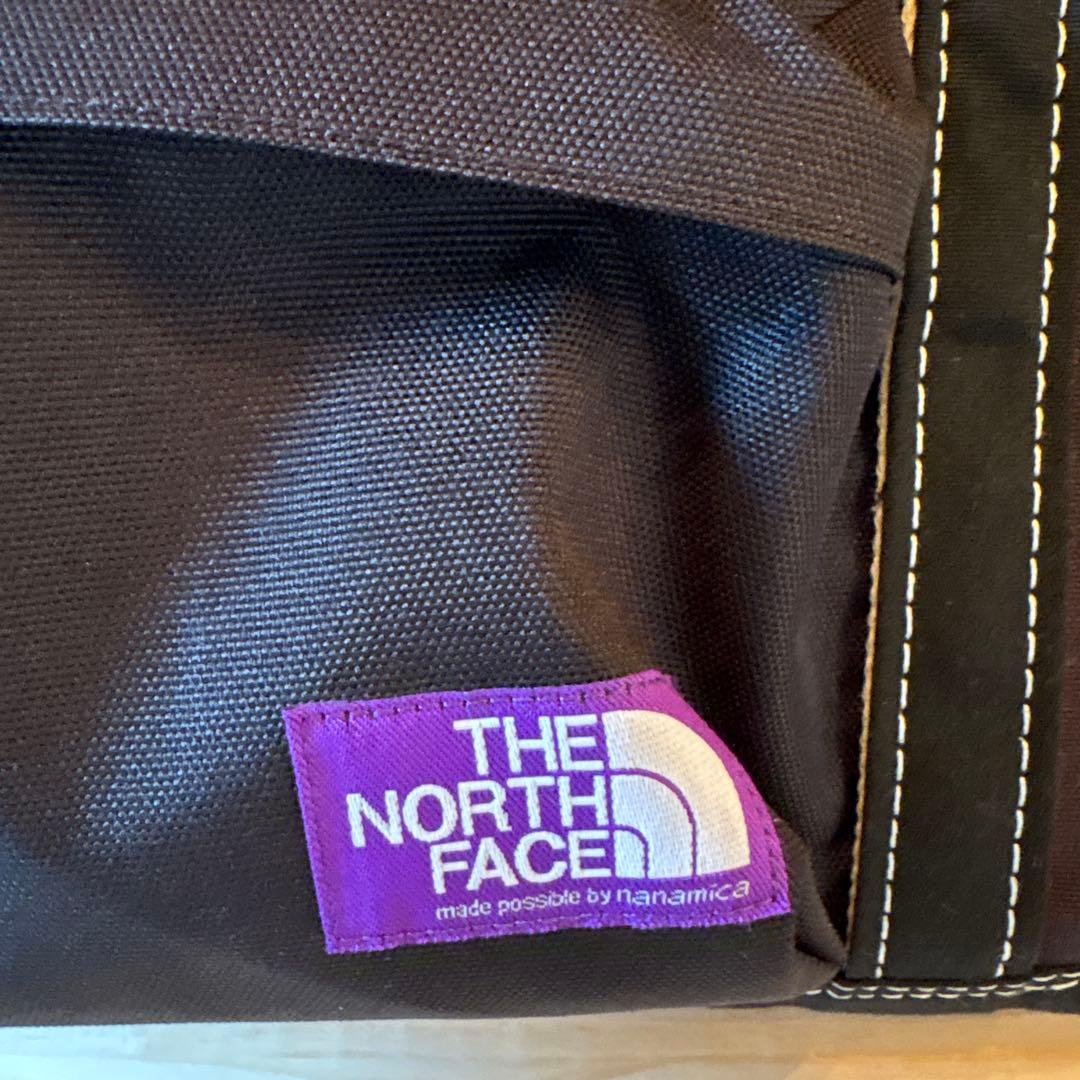 THE
NORTH
FACE
made possible by nanamica